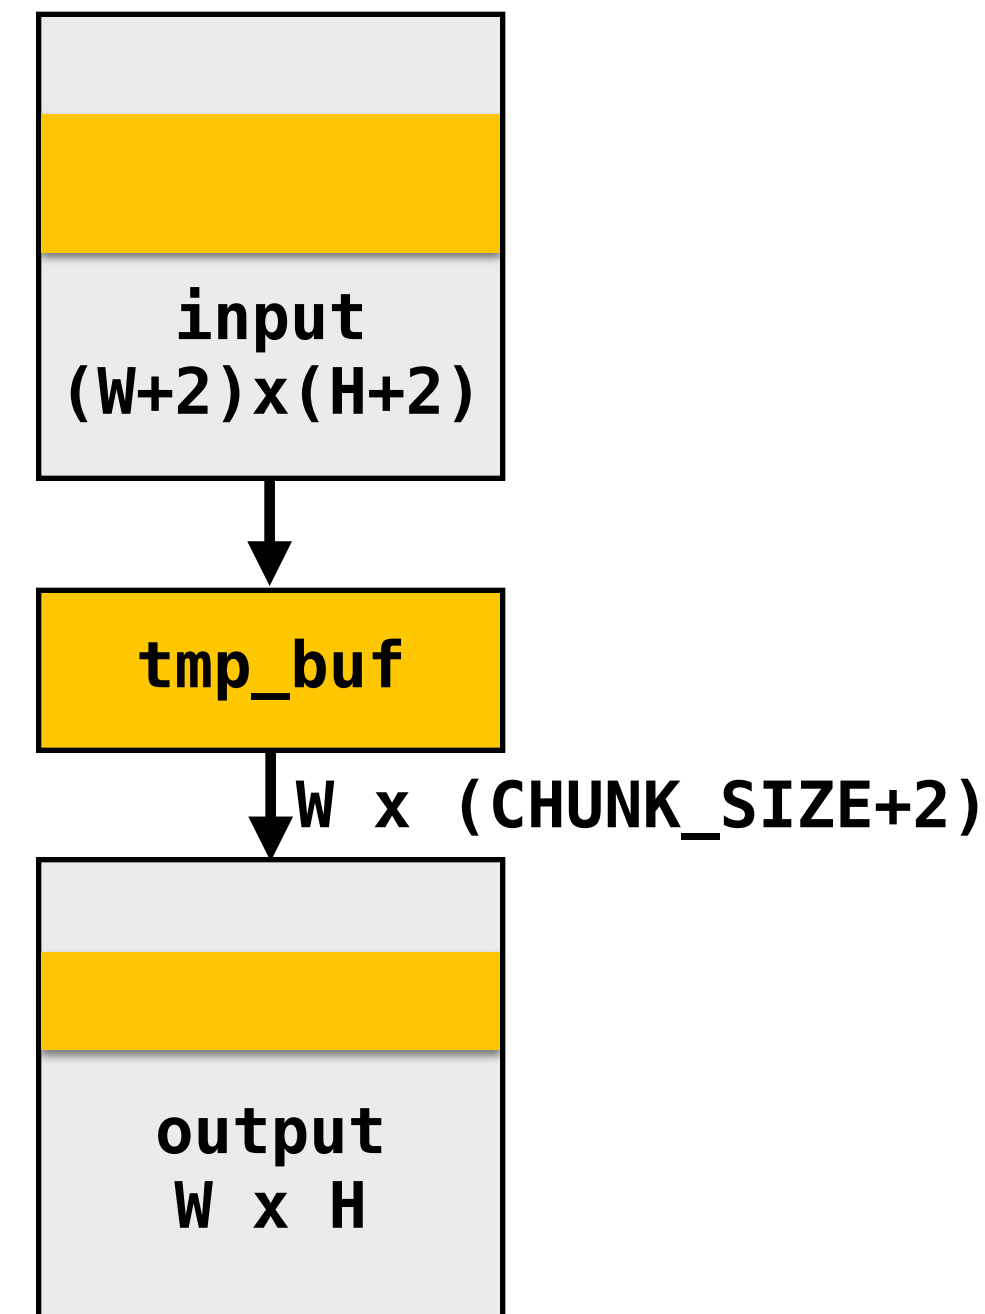 input
(W+2)x(H+2)
tmp_buf
W x (CHUNK_SIZE+2)
output
W x H